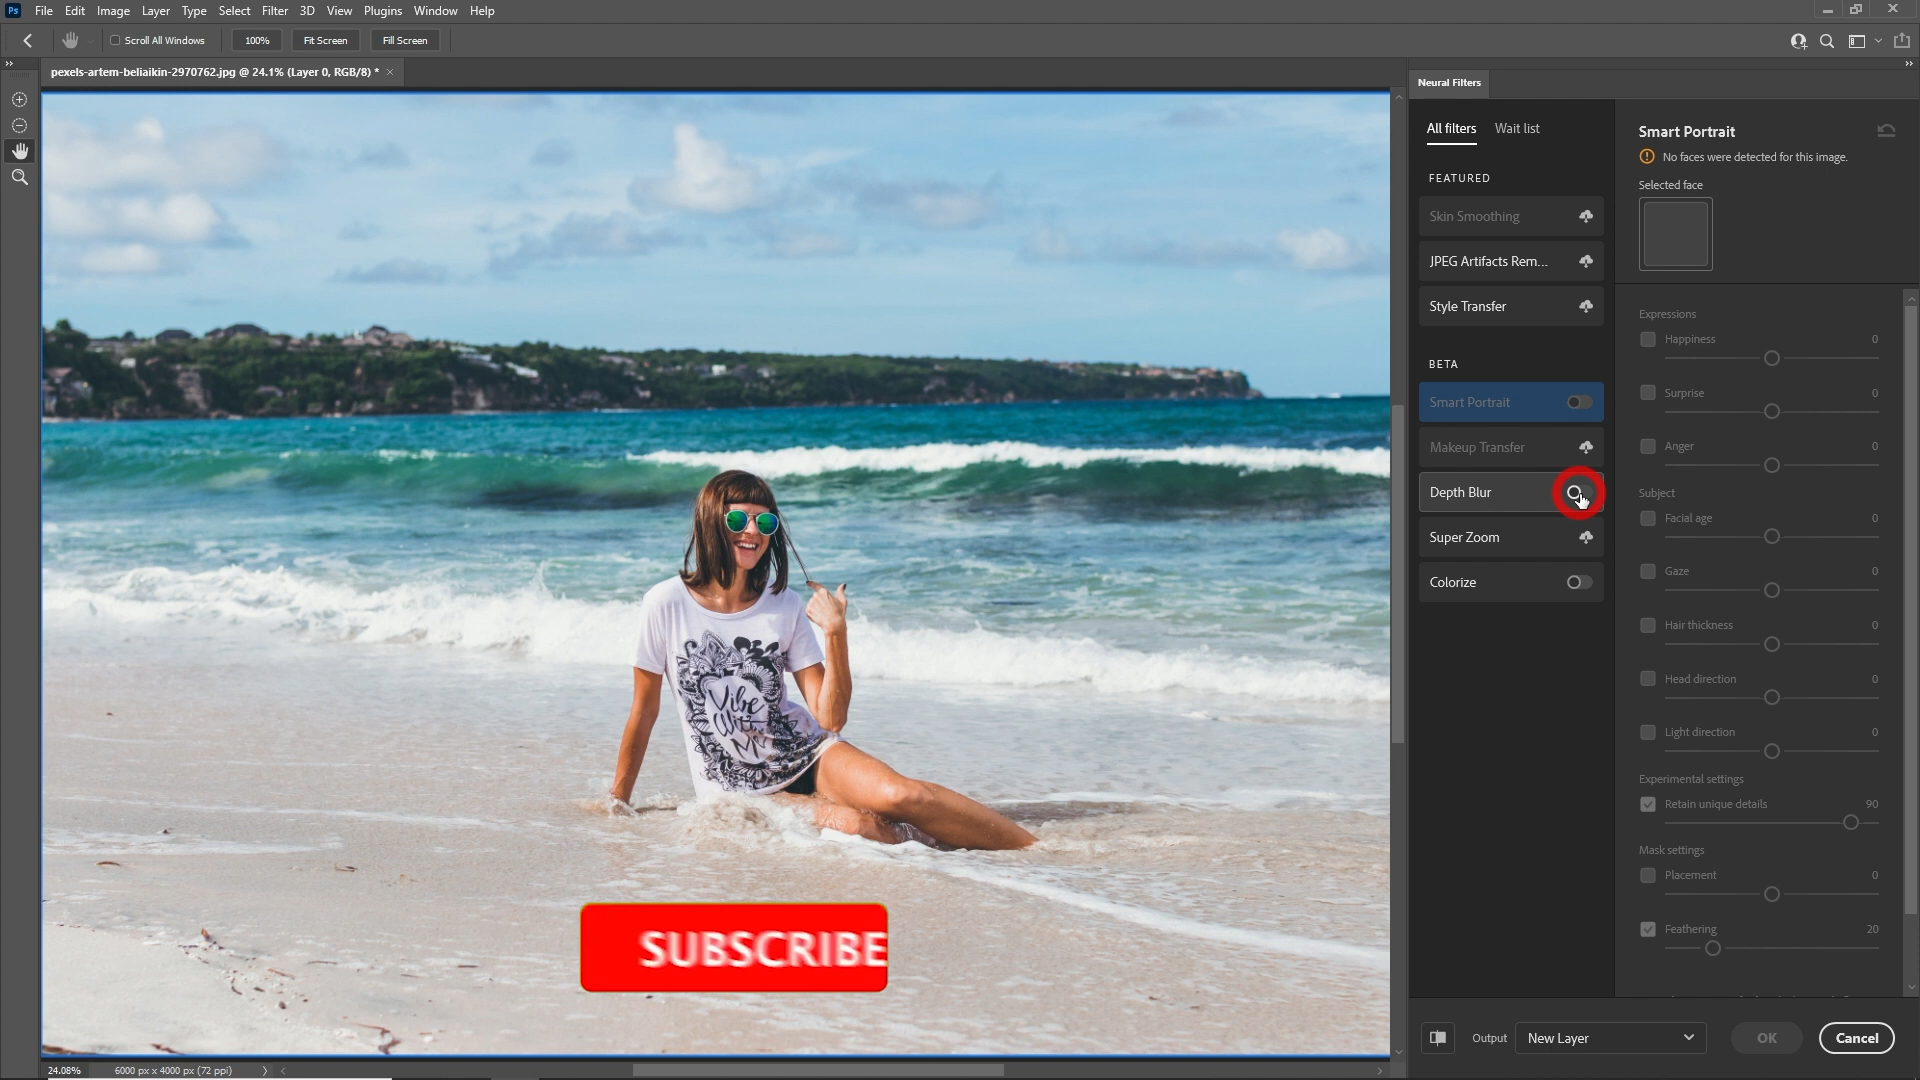 Ps File Edit Image Layer Type Select Filter 3D View Plugins Window Help
Scroll All Windows 100% Fit Screen Fill Screen
pexels-artem-beliaikin-2970762.jpg @ 24.1% (Layer 0, RGB/8) *
Neural Filters
All filters Wait list
FEATURED
Skin Smoothing
JPEG Artifacts Rem...
Style Transfer
BETA
Smart Portrait
Makeup Transfer
Depth Blur
Super Zoom
Colorize
Smart Portrait
No faces were detected for this image.
Selected face
Expressions
Happiness 0
Surprise 0
Anger 0
Subject
Facial age 0
Gaze 0
Hair thickness 0
Head direction 0
Light direction 0
Experimental settings
Retain unique details 90
Mask settings
Placement 0
Feathering 20
Vibe
With
Me
SUBSCRIBE
Output New Layer OK Cancel
24.08% 6000 px x 4000 px (72 ppi)